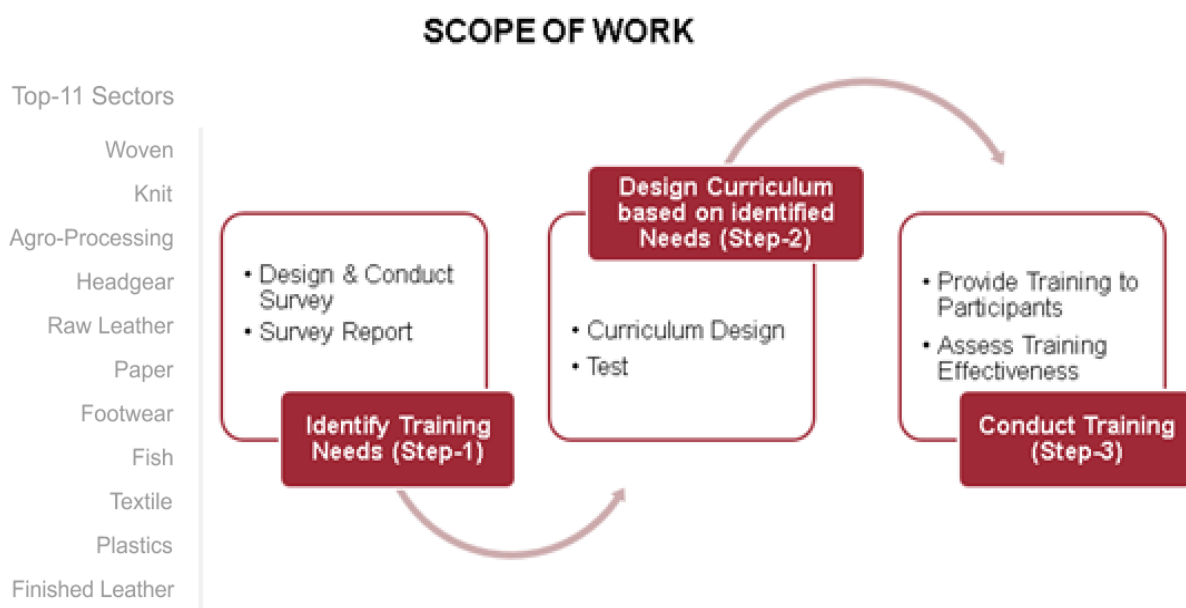 SCOPE OF WORK
Top-11 Sectors
Woven
Knit
Agro-Processing
Headgear
Raw Leather
Paper
Footwear
Fish
Textile
Plastics
Finished Leather
• Design & Conduct
Survey
• Survey Report
Identify Training
Needs (Step-1)
Design Curriculum
based on identified
Needs (Step-2)
• Curriculum Design
• Test
• Provide Training to
Participants
• Assess Training
Effectiveness
Conduct Training
(Step-3)